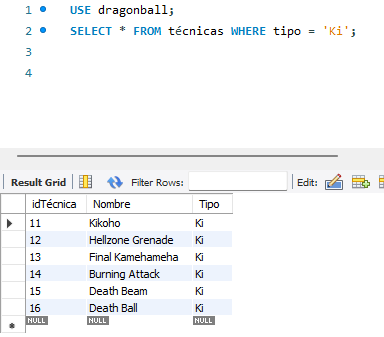 1 USE dragonball;
2 SELECT * FROM técnicas WHERE tipo = 'Ki';
3
4
Result Grid Filter Rows: Edit:
idTécnica Nombre Tipo
11 Kikoho Ki
12 Hellzone Grenade Ki
13 Final Kamehameha Ki
14 Burning Attack Ki
15 Death Beam Ki
16 Death Ball Ki
NULL NULL NULL